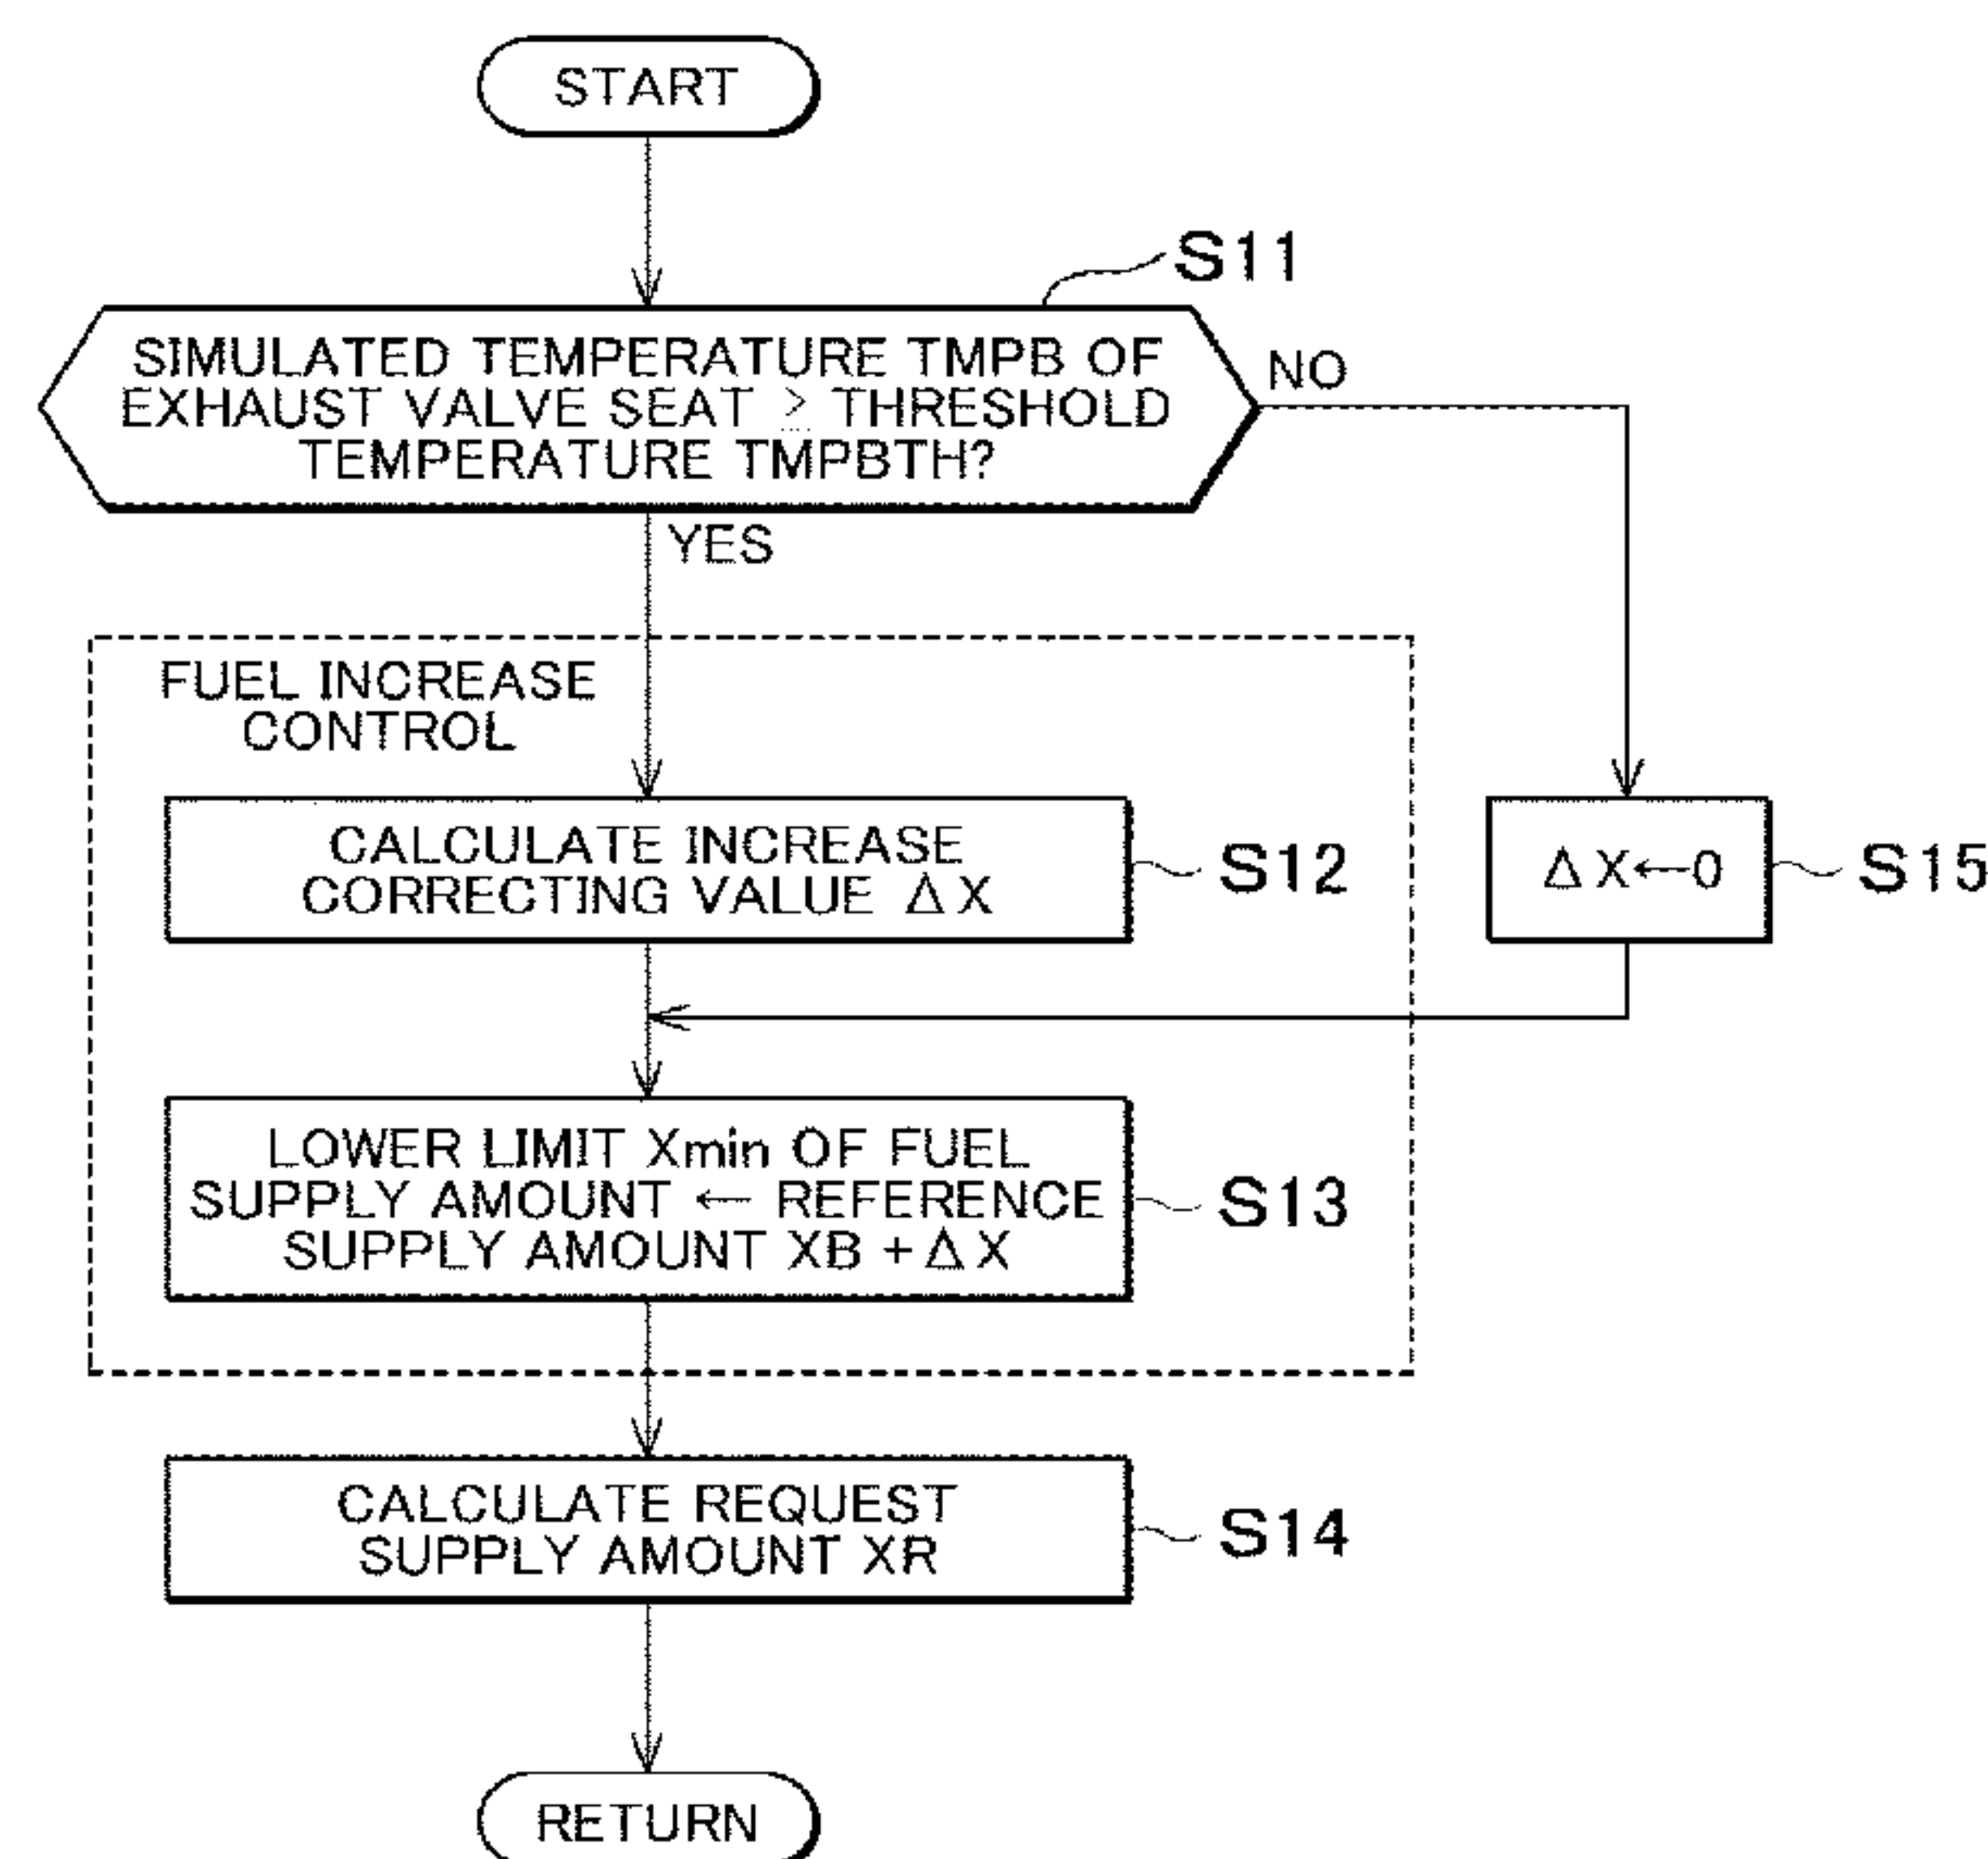 START
S11
SIMULATED TEMPERATURE TMPB OF
EXHAUST VALVE SEAT ≥ THRESHOLD
TEMPERATURE TMPBTH?
NO
YES
FUEL INCREASE
CONTROL
CALCULATE INCREASE
CORRECTING VALUE ΔX
S12
ΔX←0
S15
LOWER LIMIT Xmin OF FUEL
SUPPLY AMOUNT ← REFERENCE
SUPPLY AMOUNT XB +ΔX
S13
CALCULATE REQUEST
SUPPLY AMOUNT XR
S14
RETURN